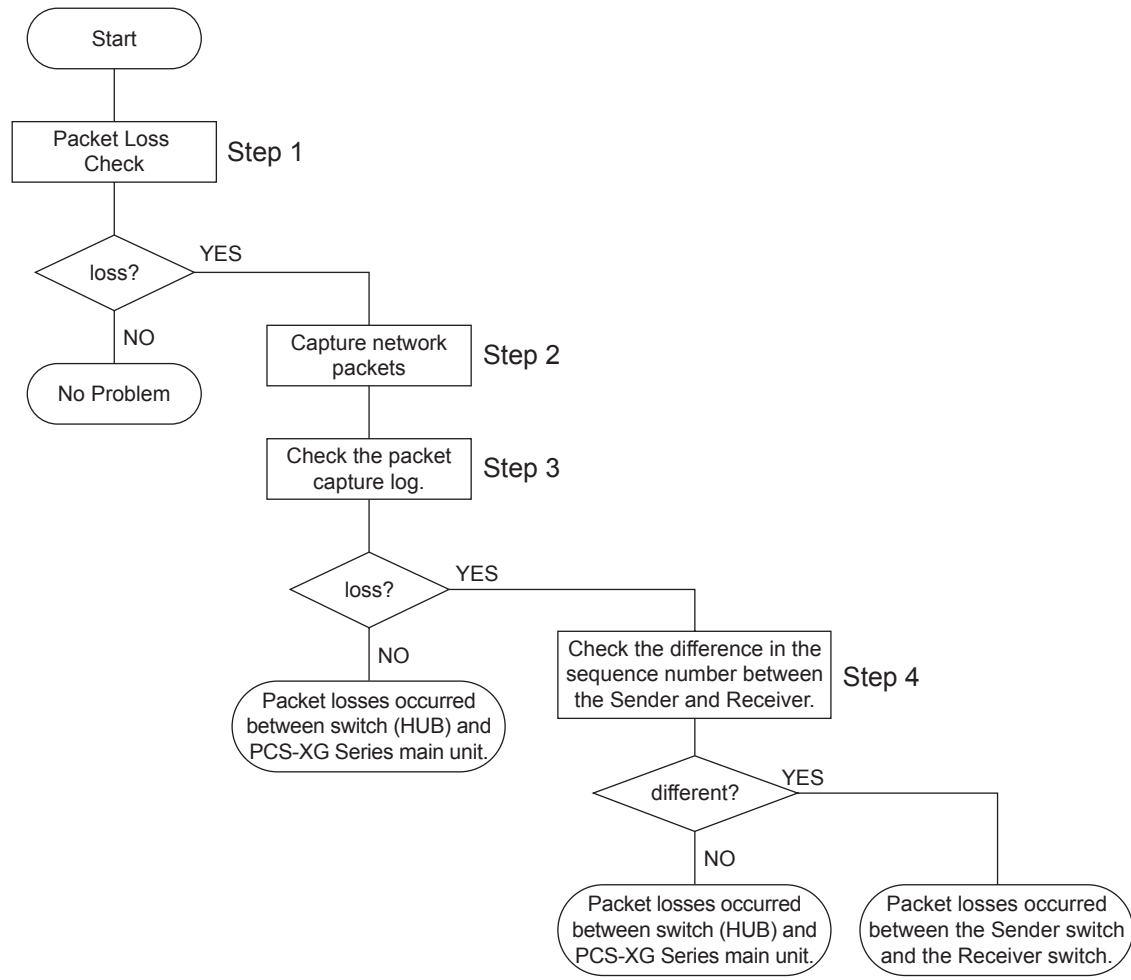 Start
Packet Loss
Check
Step 1
loss?
YES
NO
No Problem
Capture network
packets
Step 2
Check the packet
capture log.
Step 3
loss?
YES
NO
Packet losses occurred
between switch (HUB) and
PCS-XG Series main unit.
Check the difference in the
sequence number between
the Sender and Receiver.
Step 4
different?
YES
NO
Packet losses occurred
between switch (HUB) and
PCS-XG Series main unit.
Packet losses occurred
between the Sender switch
and the Receiver switch.